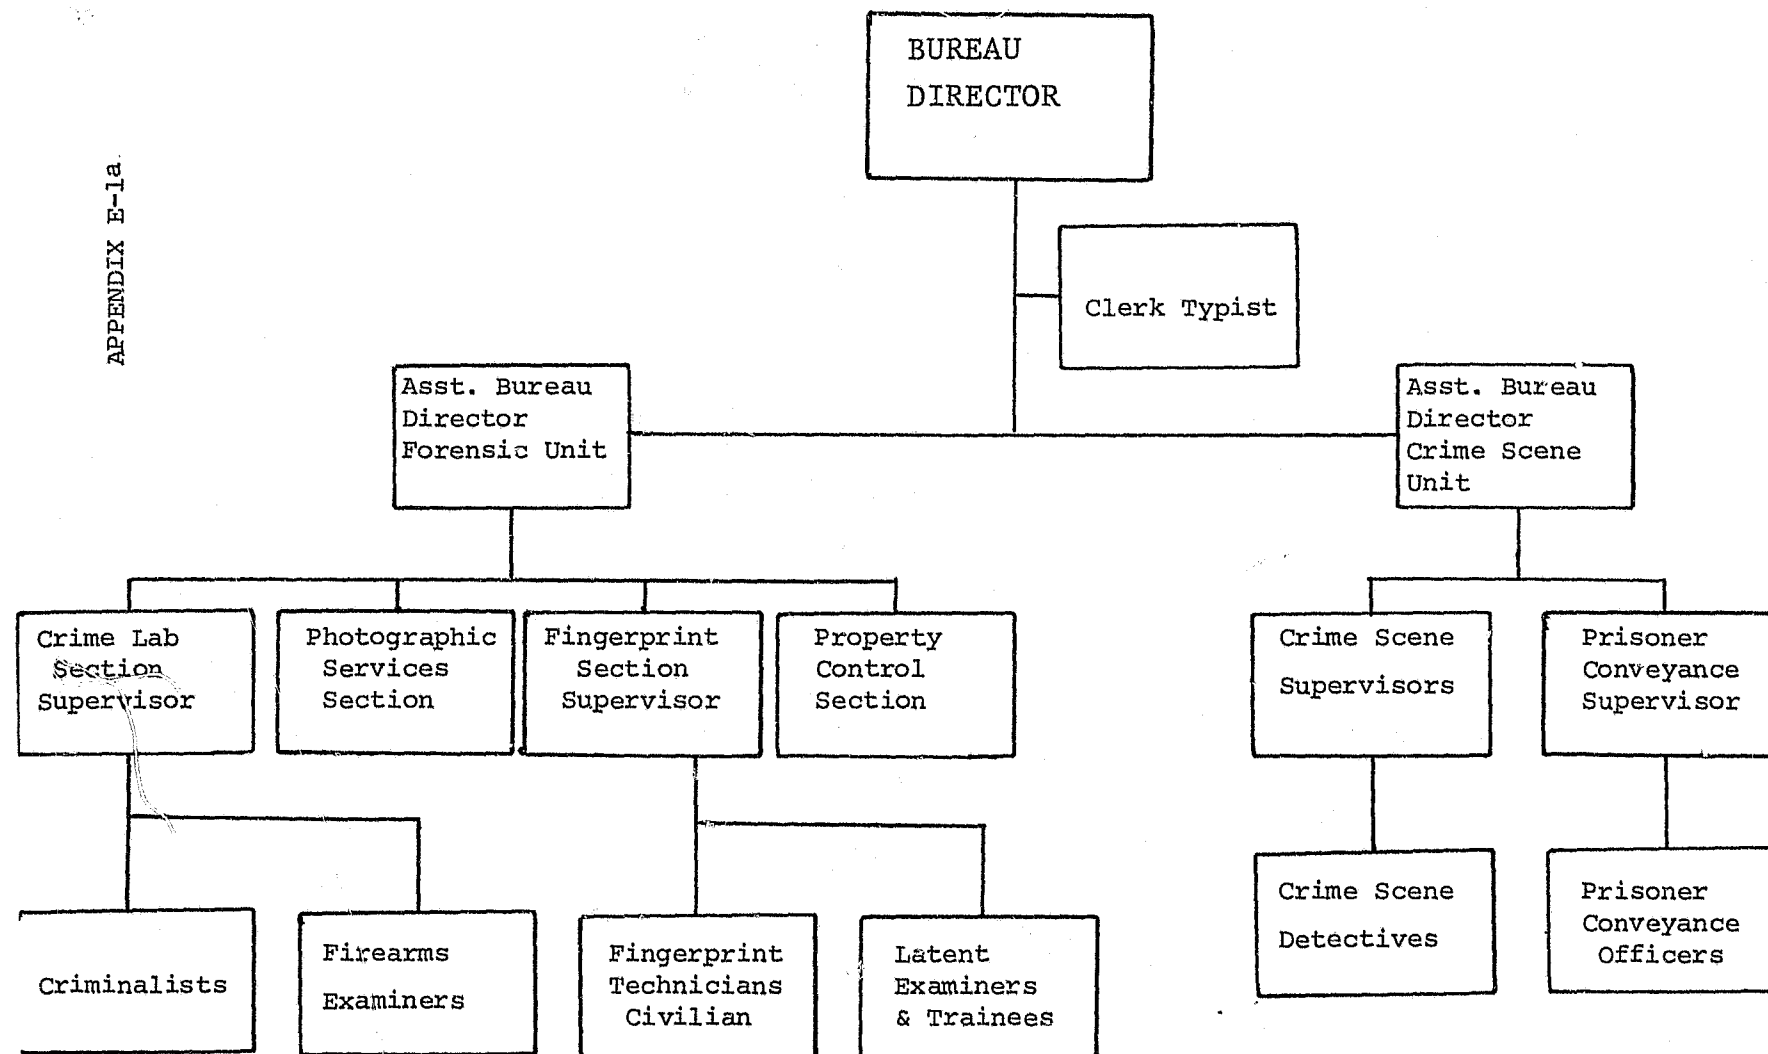 APPENDIX E-1a
BUREAU
DIRECTOR
Clerk Typist
Asst. Bureau
Director
Forensic Unit
Asst. Bureau
Director
Crime Scene
Unit
Crime Lab
Section
Supervisor
Photographic
Services
Section
Fingerprint
Section
Supervisor
Property
Control
Section
Crime Scene
Supervisors
Prisoner
Conveyance
Supervisor
Criminalists
Firearms
Examiners
Fingerprint
Technicians
Civilian
Latent
Examiners
& Trainees
Crime Scene
Detectives
Prisoner
Conveyance
Officers